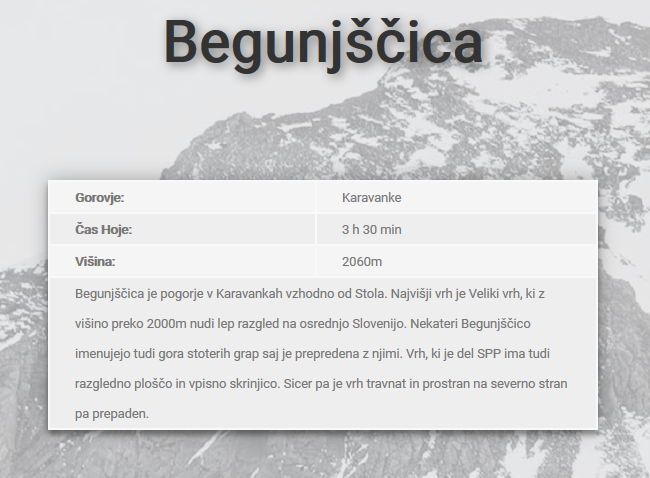 Begunjščica
Gorovje: Karavanke
Čas Hoje: 3 h 30 min
Višina: 2060m
Begunjščica je pogorje v Karavankah vzhodno od Stola. Najvišji vrh je Veliki vrh, ki z
višino preko 2000m nudi lep razgled na osrednjo Slovenijo. Nekateri Begunjščico
imenujejo tudi gora stoterih grap saj je prepredena z njimi. Vrh, ki je del SPP ima tudi
razgledno ploščo in vpisno skrinjico. Sicer pa je vrh travnat in prostran na severno stran
pa prepaden.